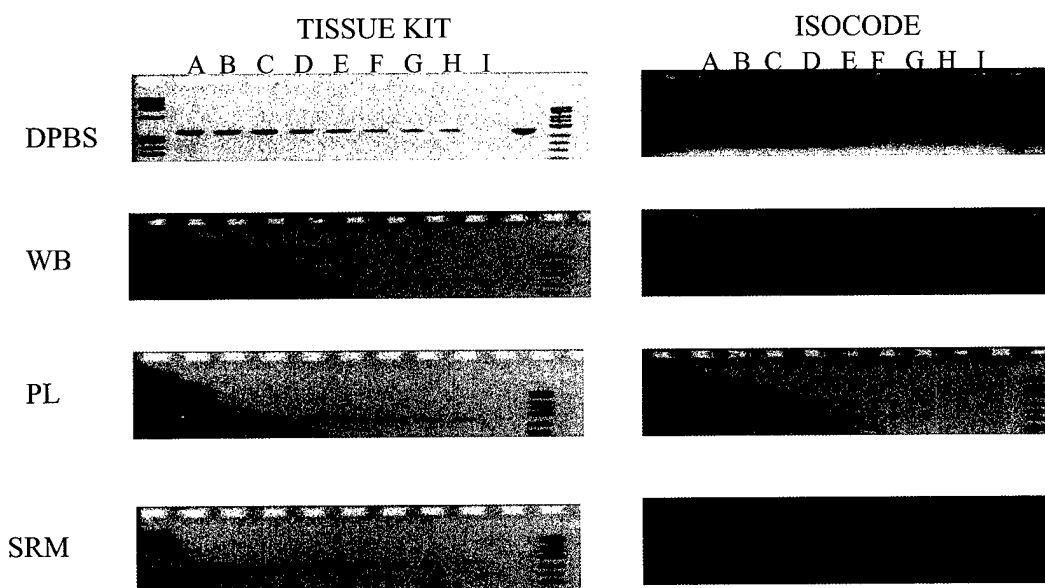 TISSUE KIT
ISOCODE
A B C D E F G H I
A B C D E F G H I
DPBS
WB
PL
SRM